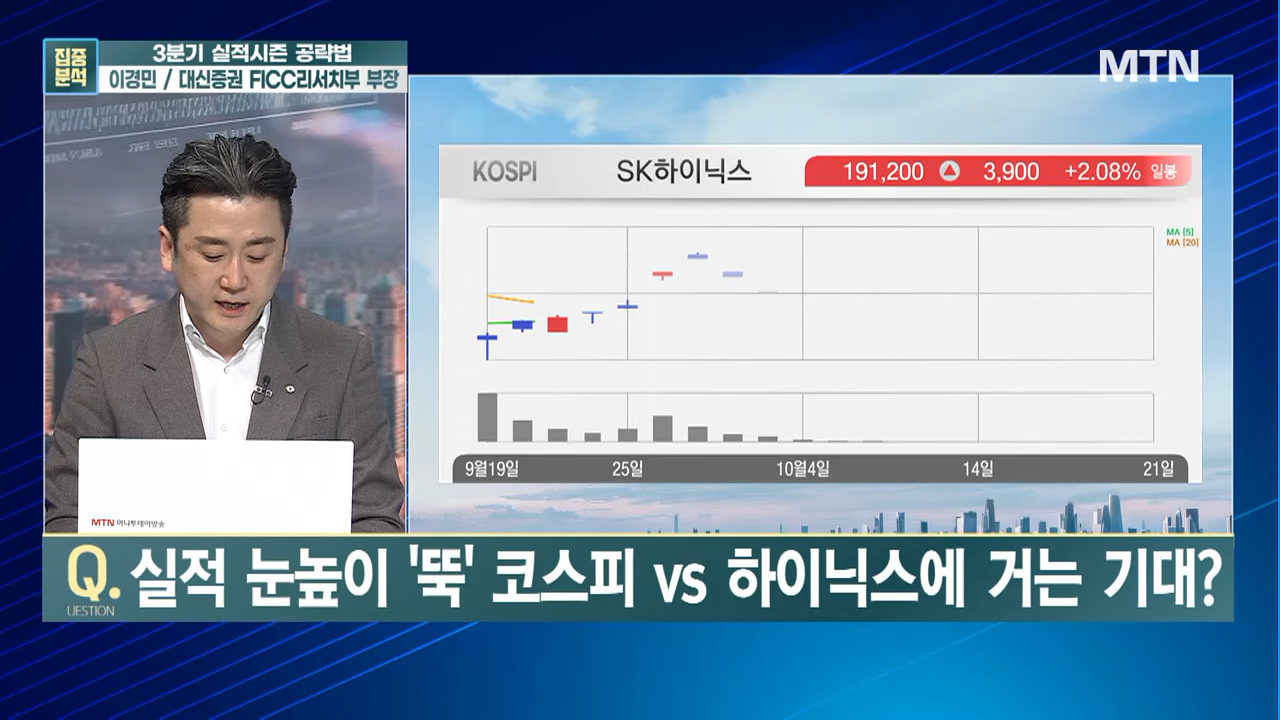 집중
분석
3분기 실적시즌 공략법
이경민 / 대신증권 FICC리서치부 부장
MTN
KOSPI SK하이닉스 191,200 ▲ 3,900 +2.08% 일봉
MA [5]
MA [20]
9월19일 25일 10월4일 14일 21일
MTN 머니투데이방송
Q. 실적 눈높이 '뚝' 코스피 vs 하이닉스에 거는 기대?
UESTION